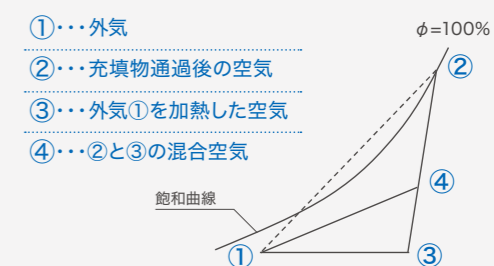 ①･･･外気
②･･･充填物通過後の空気
③･･･外気①を加熱した空気
④･･･②と③の混合空気
φ=100%
②
飽和曲線
④
①
③